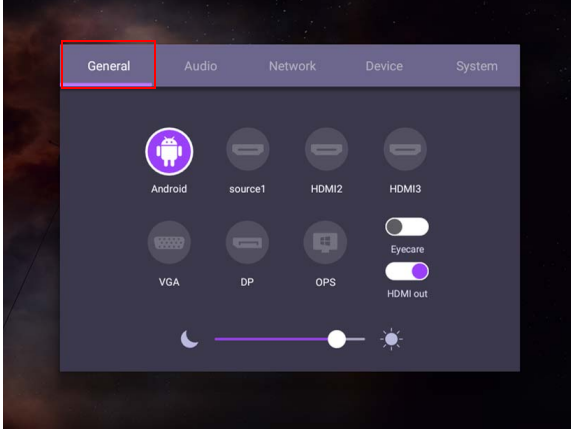 General Audio Network Device System
Android source1 HDMI2 HDMI3
Eyecare
VGA DP OPS
HDMI out